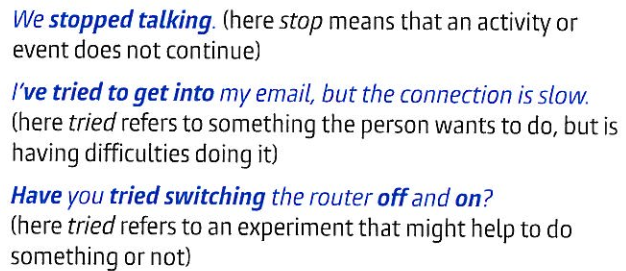 We stopped talking. (here stop means that an activity or
event does not continue)
I've tried to get into my email, but the connection is slow.
(here tried refers to something the person wants to do, but is
having difficulties doing it)
Have you tried switching the router off and on?
(here tried refers to an experiment that might help to do
something or not)